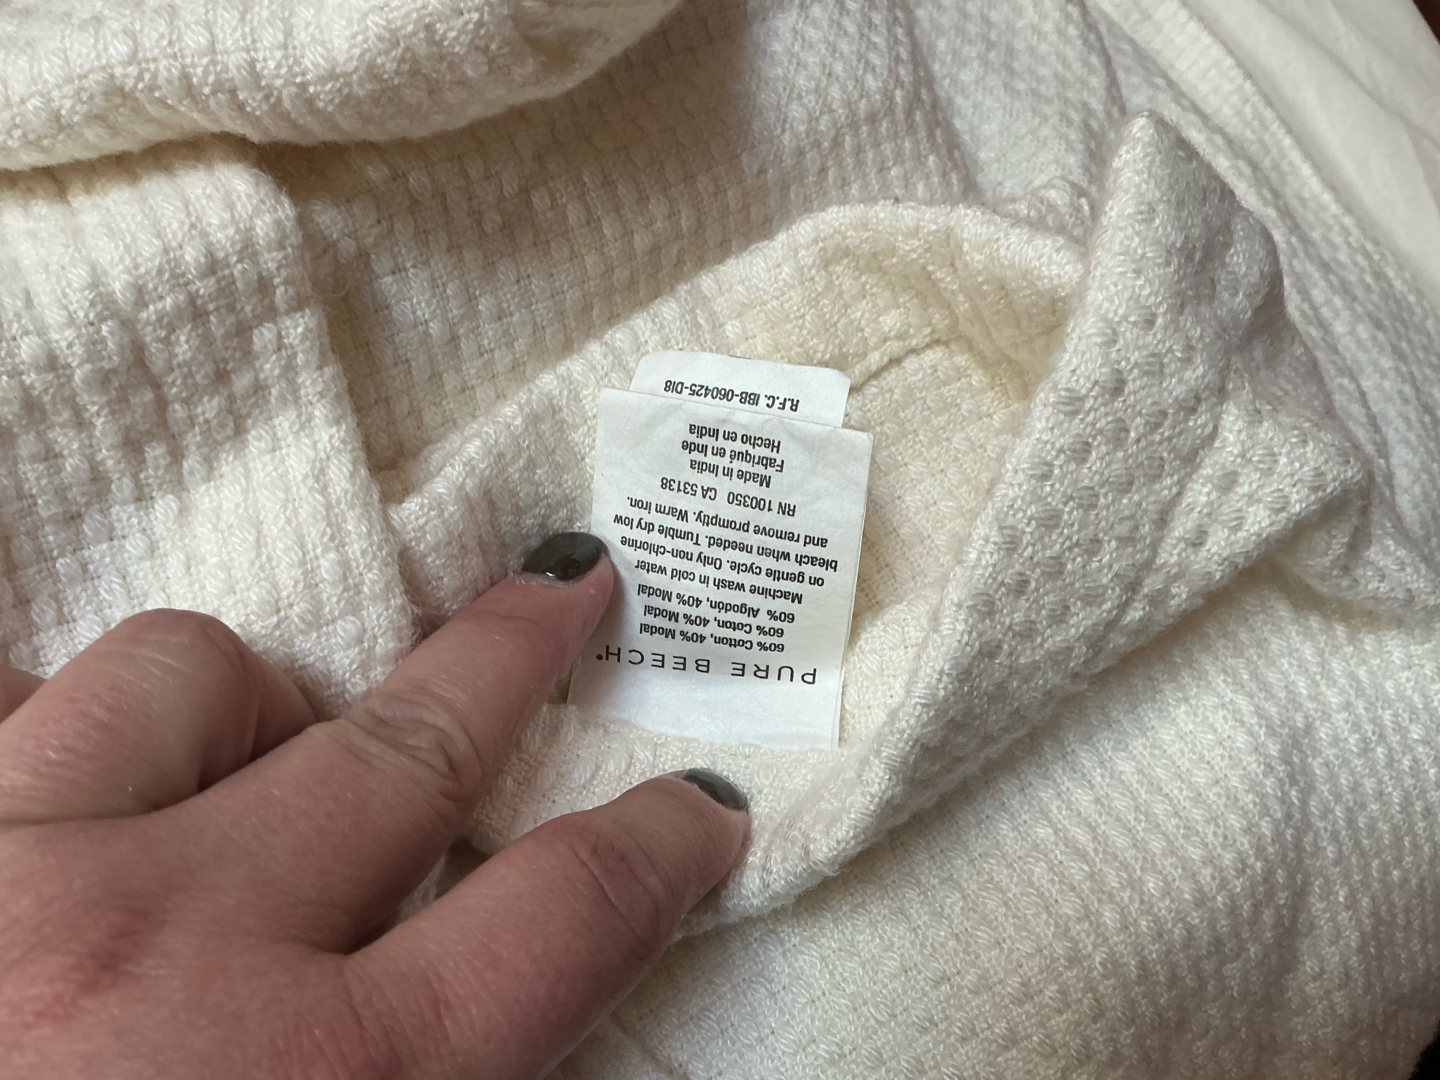 PURE BEECH®
60% Cotton, 40% Modal
60% Coton, 40% Modal
60% Algodón, 40% Modal
Machine wash in cold water
on gentle cycle. Only non-chlorine
bleach when needed. Tumble dry low
and remove promptly. Warm Iron.
RN 100350 CA 53138
Made in India
Fabriqué en Inde
Hecho en India
R.F.C. IBB-060425-DI8